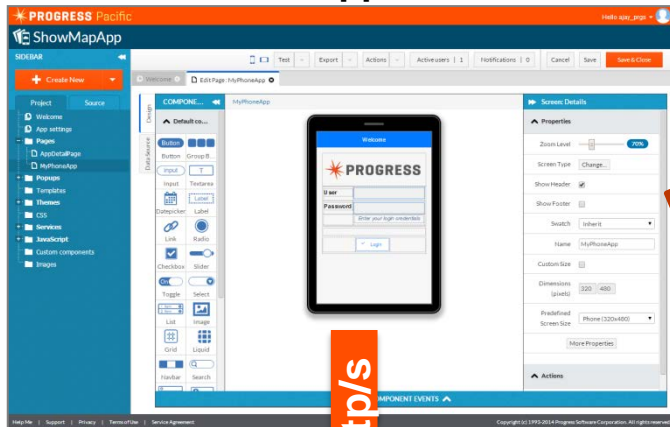 PROGRESS Pacific
Hello ajay_prgs
ShowMapApp
SIDEBAR
Test
Export
Actions
Active users | 1
Notifications | 0
Cancel
Save
Save & Close
Create New
Welcome
Edit Page: MyPhoneApp
Project
Source
Welcome
App settings
Pages
AppDetailPage
MyPhoneApp
Popups
Templates
Themes
CSS
Services
JavaScript
Custom components
Images
Design
Data Source
COMPONE...
Default co...
Button
Button
Group B...
Input
T
Input
Textarea
Label
Datepicker
Label
Link
Radio
Checkbox
Slider
On
Toggle
Select
List
Image
Grid
Liquid
Navbar
Search
MyPhoneApp
Welcome
PROGRESS
User
Password
Enter your login credentials
Login
tp/s
COMPONENT EVENTS
Screen: Details
Properties
Zoom Level
70%
Screen Type
Change...
Show Header
Show Footer
Swatch
Inherit
Name
MyPhoneApp
Custom Size
Dimensions
(pixels)
320
480
Predefined
Screen Size
Phone (320x480)
More Properties
Actions
Help Me | Support | Privacy | Terms of Use | Service Agreement
Copyright (c) 1993-2014 Progress Software Corporation. All rights reserved